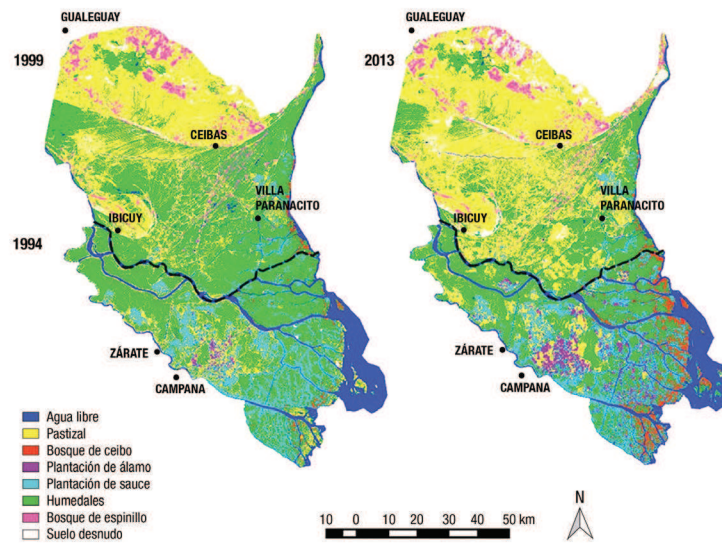 GUALEGUAY
1999
CEIBAS
VILLA
PARANACITO
IBICUY
1994
ZÁRATE
CAMPANA
GUALEGUAY
2013
CEIBAS
VILLA
PARANACITO
IBICUY
ZÁRATE
CAMPANA
Agua libre
Pastizal
Bosque de ceibo
Plantación de álamo
Plantación de sauce
Humedales
Bosque de espinillo
Suelo desnudo
10 0 10 20 30 40 50 km
N